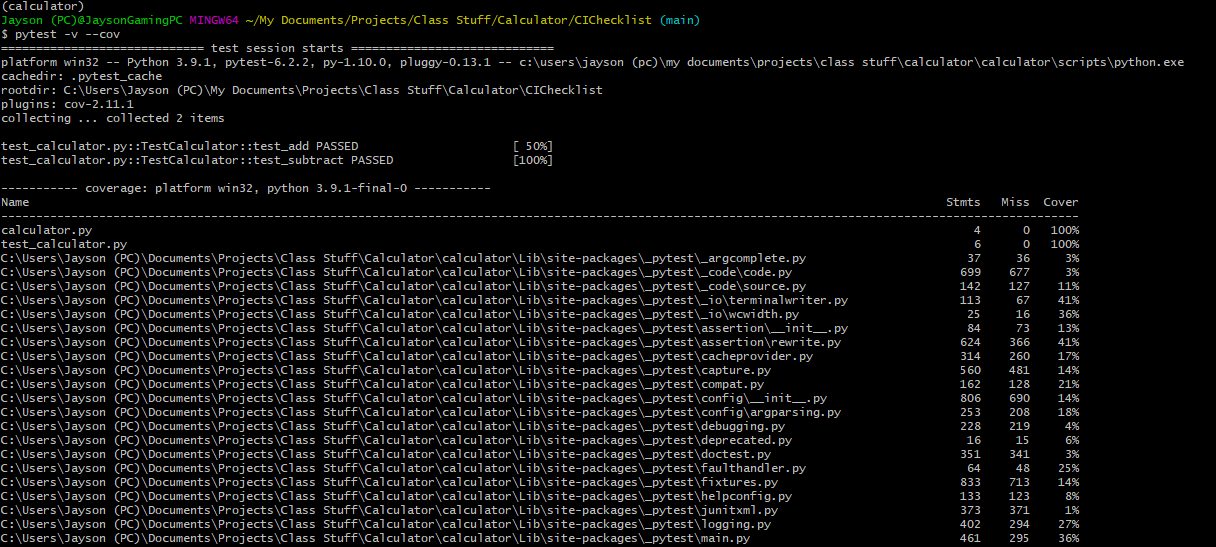 (calculator)
Jayson (PC)@JaysonGamingPC MINGW64 ~/My Documents/Projects/Class Stuff/Calculator/CIChecklist (main)
$ pytest -v --cov
============================= test session starts =============================
platform win32 -- Python 3.9.1, pytest-6.2.2, py-1.10.0, pluggy-0.13.1 -- c:\users\jayson (pc)\my documents\projects\class stuff\calculator\calculator\scripts\python.exe
cachedir: .pytest_cache
rootdir: C:\Users\Jayson (PC)\My Documents\Projects\Class Stuff\Calculator\CIChecklist
plugins: cov-2.11.1
collecting ... collected 2 items
test_calculator.py::TestCalculator::test_add PASSED [ 50%]
test_calculator.py::TestCalculator::test_subtract PASSED [100%]
----------- coverage: platform win32, python 3.9.1-final-0 -----------
Name Stmts Miss Cover
----------------------------------------------------------------------------------------------------------------------------------------------------------
calculator.py 4 0 100%
test_calculator.py 6 0 100%
C:\Users\Jayson (PC)\Documents\Projects\Class Stuff\Calculator\calculator\Lib\site-packages\_pytest\_argcomplete.py 37 36 3%
C:\Users\Jayson (PC)\Documents\Projects\Class Stuff\Calculator\calculator\Lib\site-packages\_pytest\_code\code.py 699 677 3%
C:\Users\Jayson (PC)\Documents\Projects\Class Stuff\Calculator\calculator\Lib\site-packages\_pytest\_code\source.py 142 127 11%
C:\Users\Jayson (PC)\Documents\Projects\Class Stuff\Calculator\calculator\Lib\site-packages\_pytest\_io\terminalwriter.py 113 67 41%
C:\Users\Jayson (PC)\Documents\Projects\Class Stuff\Calculator\calculator\Lib\site-packages\_pytest\_io\wcwidth.py 25 16 36%
C:\Users\Jayson (PC)\Documents\Projects\Class Stuff\Calculator\calculator\Lib\site-packages\_pytest\assertion\__init__.py 84 73 13%
C:\Users\Jayson (PC)\Documents\Projects\Class Stuff\Calculator\calculator\Lib\site-packages\_pytest\assertion\rewrite.py 624 366 41%
C:\Users\Jayson (PC)\Documents\Projects\Class Stuff\Calculator\calculator\Lib\site-packages\_pytest\cacheprovider.py 314 260 17%
C:\Users\Jayson (PC)\Documents\Projects\Class Stuff\Calculator\calculator\Lib\site-packages\_pytest\capture.py 560 481 14%
C:\Users\Jayson (PC)\Documents\Projects\Class Stuff\Calculator\calculator\Lib\site-packages\_pytest\compat.py 162 128 21%
C:\Users\Jayson (PC)\Documents\Projects\Class Stuff\Calculator\calculator\Lib\site-packages\_pytest\config\__init__.py 806 690 14%
C:\Users\Jayson (PC)\Documents\Projects\Class Stuff\Calculator\calculator\Lib\site-packages\_pytest\config\argparsing.py 253 208 18%
C:\Users\Jayson (PC)\Documents\Projects\Class Stuff\Calculator\calculator\Lib\site-packages\_pytest\debugging.py 228 219 4%
C:\Users\Jayson (PC)\Documents\Projects\Class Stuff\Calculator\calculator\Lib\site-packages\_pytest\deprecated.py 16 15 6%
C:\Users\Jayson (PC)\Documents\Projects\Class Stuff\Calculator\calculator\Lib\site-packages\_pytest\doctest.py 351 341 3%
C:\Users\Jayson (PC)\Documents\Projects\Class Stuff\Calculator\calculator\Lib\site-packages\_pytest\faulthandler.py 64 48 25%
C:\Users\Jayson (PC)\Documents\Projects\Class Stuff\Calculator\calculator\Lib\site-packages\_pytest\fixtures.py 833 713 14%
C:\Users\Jayson (PC)\Documents\Projects\Class Stuff\Calculator\calculator\Lib\site-packages\_pytest\helpconfig.py 133 123 8%
C:\Users\Jayson (PC)\Documents\Projects\Class Stuff\Calculator\calculator\Lib\site-packages\_pytest\junitxml.py 373 371 1%
C:\Users\Jayson (PC)\Documents\Projects\Class Stuff\Calculator\calculator\Lib\site-packages\_pytest\logging.py 402 294 27%
C:\Users\Jayson (PC)\Documents\Projects\Class Stuff\Calculator\calculator\Lib\site-packages\_pytest\main.py 461 295 36%